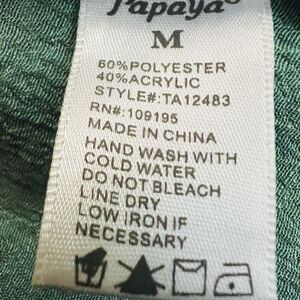 Papaya®
M
60%POLYESTER
40%ACRYLIC
STYLE#:TA12483
RN#:109195
MADE IN CHINA
HAND WASH WITH
COLD WATER
DO NOT BLEACH
LINE DRY
LOW IRON IF
NECESSARY